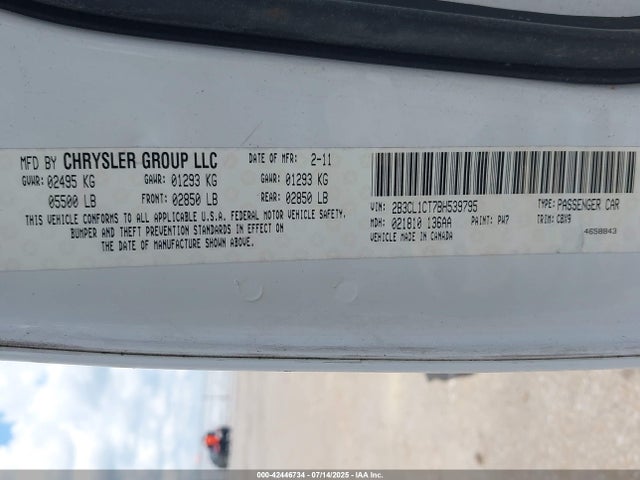 MFD BY CHRYSLER GROUP LLC DATE OF MFR: 2-11
GVWR: 02495 KG GAWR: 01293 KG GAWR: 01293 KG
05500 LB FRONT: 02850 LB REAR: 02850 LB
THIS VEHICLE CONFORMS TO ALL APPLICABLE U.S.A. FEDERAL MOTOR VEHICLE SAFETY,
BUMPER AND THEFT PREVENTION STANDARDS IN EFFECT ON
THE DATE OF MANUFACTURE SHOWN ABOVE.
VIN: 2B3CL1CT7BH539795 TYPE: PASSENGER CAR
MDH: 021810 136AA PAINT: PW7 TRIM: CBX9
VEHICLE MADE IN CANADA
4658843
000-42446734 - 07/14/2025 - IAA Inc.